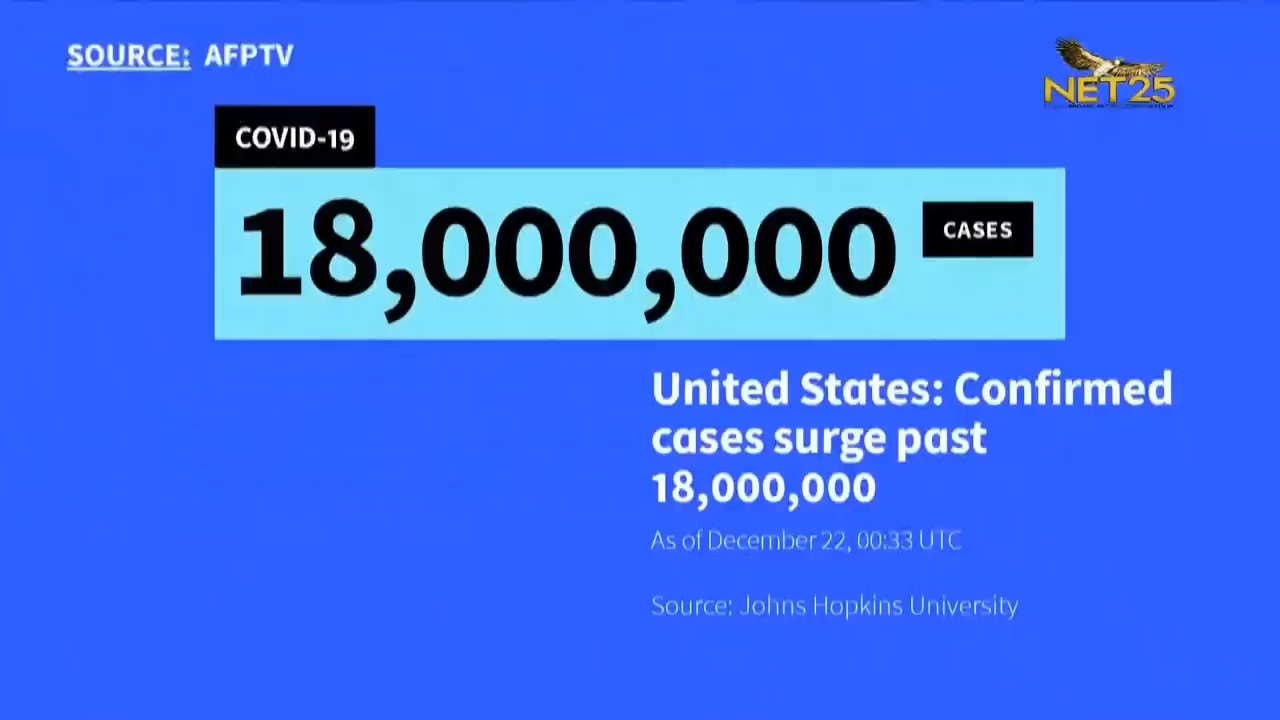 SOURCE: AFPTV
NET25
COVID-19
18,000,000 CASES
United States: Confirmed
cases surge past
18,000,000
As of December 22, 00:33 UTC
Source: Johns Hopkins University